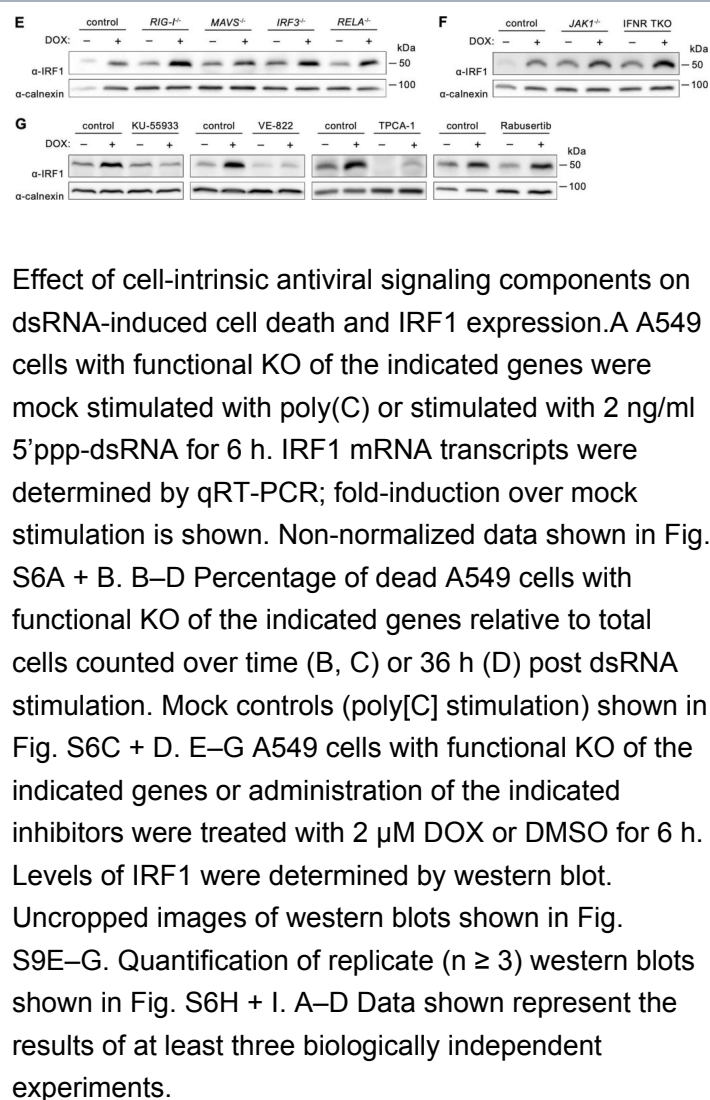 E control RIG-I-/- MAVS-/- IRF3-/- RELA-/-
DOX: – + – + – + – + – + kDa
α-IRF1 – 50
α-calnexin – 100
F control JAK1-/- IFNR TKO
DOX: – + – + – + kDa
α-IRF1 – 50
α-calnexin – 100
G control KU-55933 control VE-822 control TPCA-1 control Rabusertib
DOX: – + – + – + – + – + – + – + – + kDa
α-IRF1 – 50
α-calnexin – 100
Effect of cell-intrinsic antiviral signaling components on
dsRNA-induced cell death and IRF1 expression.A A549
cells with functional KO of the indicated genes were
mock stimulated with poly(C) or stimulated with 2 ng/ml
5’ppp-dsRNA for 6 h. IRF1 mRNA transcripts were
determined by qRT-PCR; fold-induction over mock
stimulation is shown. Non-normalized data shown in Fig.
S6A + B. B–D Percentage of dead A549 cells with
functional KO of the indicated genes relative to total
cells counted over time (B, C) or 36 h (D) post dsRNA
stimulation. Mock controls (poly[C] stimulation) shown in
Fig. S6C + D. E–G A549 cells with functional KO of the
indicated genes or administration of the indicated
inhibitors were treated with 2 μM DOX or DMSO for 6 h.
Levels of IRF1 were determined by western blot.
Uncropped images of western blots shown in Fig.
S9E–G. Quantification of replicate (n ≥ 3) western blots
shown in Fig. S6H + I. A–D Data shown represent the
results of at least three biologically independent
experiments.